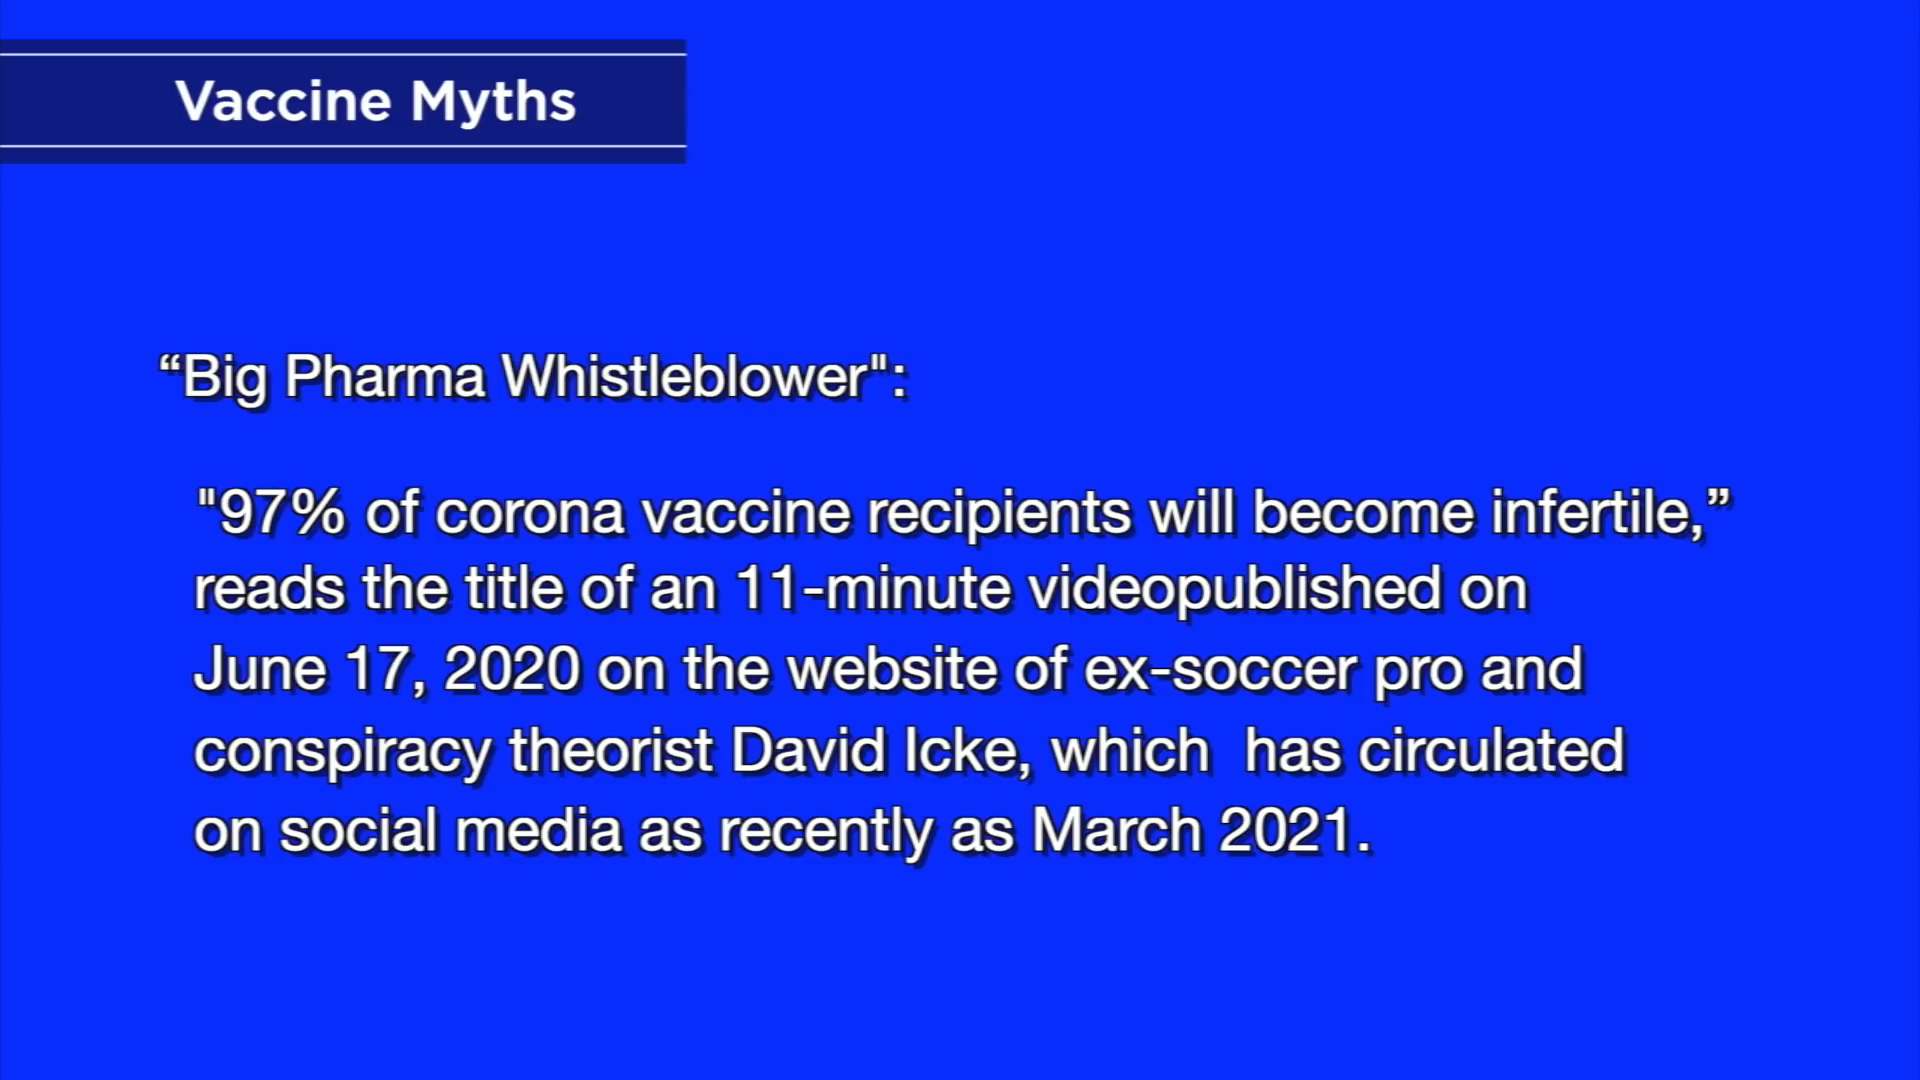 Vaccine Myths
“Big Pharma Whistleblower":
"97% of corona vaccine recipients will become infertile,”
reads the title of an 11-minute videopublished on
June 17, 2020 on the website of ex-soccer pro and
conspiracy theorist David Icke, which  has circulated
on social media as recently as March 2021.